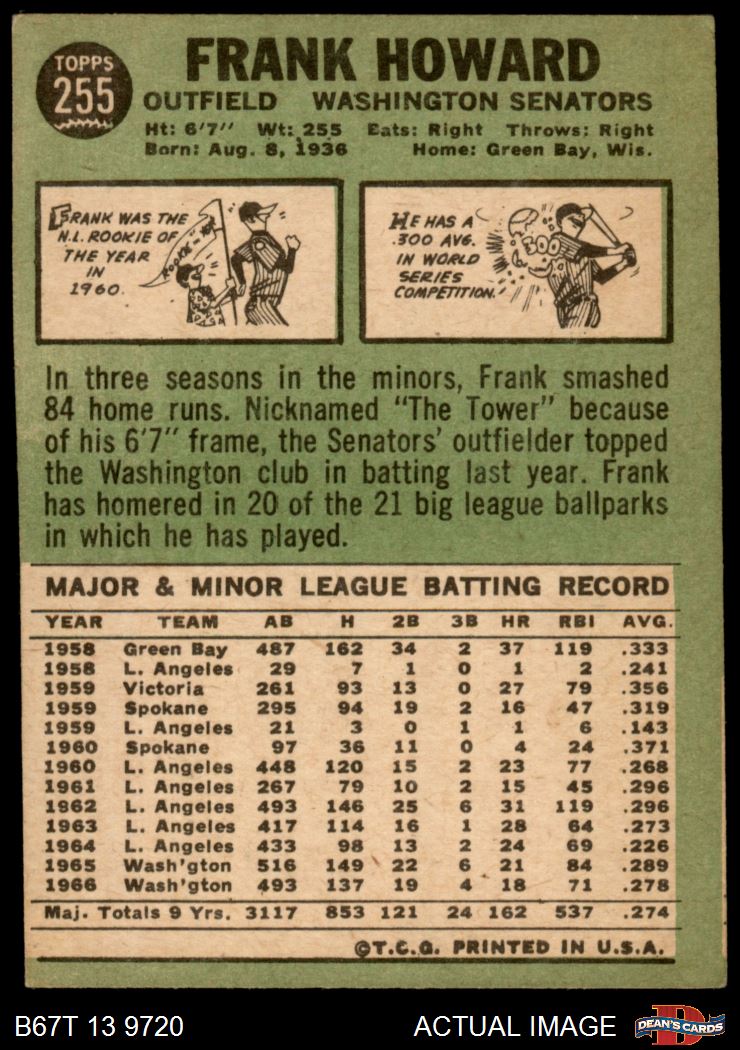 TOPPS
255
FRANK HOWARD
OUTFIELD WASHINGTON SENATORS
Ht: 6'7" Wt: 255 Eats: Right Throws: Right
Born: Aug. 8, 1936 Home: Green Bay, Wis.
FRANK WAS THE
N.L. ROOKIE OF
THE YEAR
IN
1960.
HE HAS A
.300 AVG.
IN WORLD
SERIES
COMPETITION.
300
In three seasons in the minors, Frank smashed
84 home runs. Nicknamed "The Tower" because
of his 6'7" frame, the Senators' outfielder topped
the Washington club in batting last year. Frank
has homered in 20 of the 21 big league ballparks
in which he has played.
MAJOR & MINOR LEAGUE BATTING RECORD
YEAR TEAM AB H 2B 3B HR RBI AVG.
1958 Green Bay 487 162 34 2 37 119 .333
1958 L. Angeles 29 7 1 0 1 2 .241
1959 Victoria 261 93 13 0 27 79 .356
1959 Spokane 295 94 19 2 16 47 .319
1959 L. Angeles 21 3 0 1 1 6 .143
1960 Spokane 97 36 11 0 4 24 .371
1960 L. Angeles 448 120 15 2 23 77 .268
1961 L. Angeles 267 79 10 2 15 45 .296
1962 L. Angeles 493 146 25 6 31 119 .296
1963 L. Angeles 417 114 16 1 28 64 .273
1964 L. Angeles 433 98 13 2 24 69 .226
1965 Wash'gton 516 149 22 6 21 84 .289
1966 Wash'gton 493 137 19 4 18 71 .278
Maj. Totals 9 Yrs. 3117 853 121 24 162 537 .274
©T.C.G. PRINTED IN U.S.A.
B67T 13 9720 ACTUAL IMAGE
D
DEAN'S CARDS